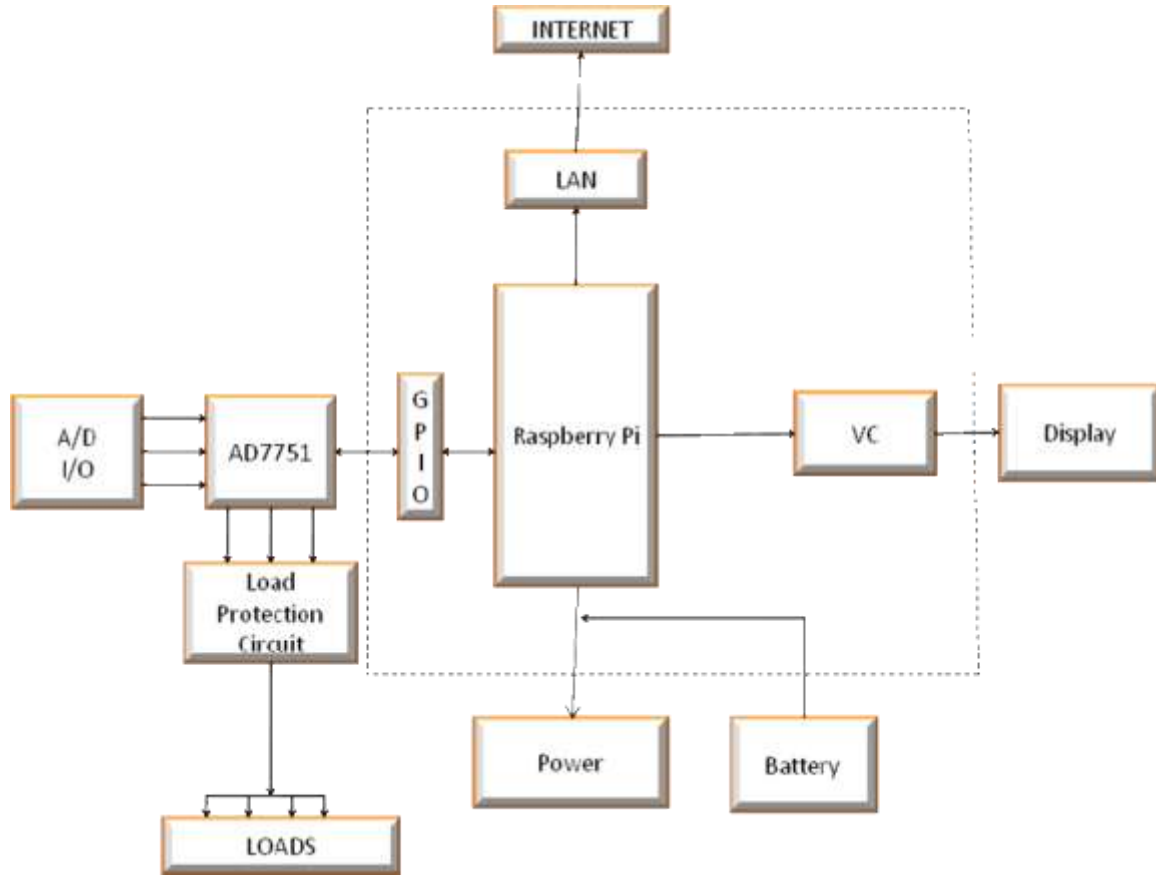 INTERNET
LAN
G
P
I
O
Raspberry Pi
A/D
I/O
AD7751
VC
Display
Load
Protection
Circuit
Power
Battery
LOADS